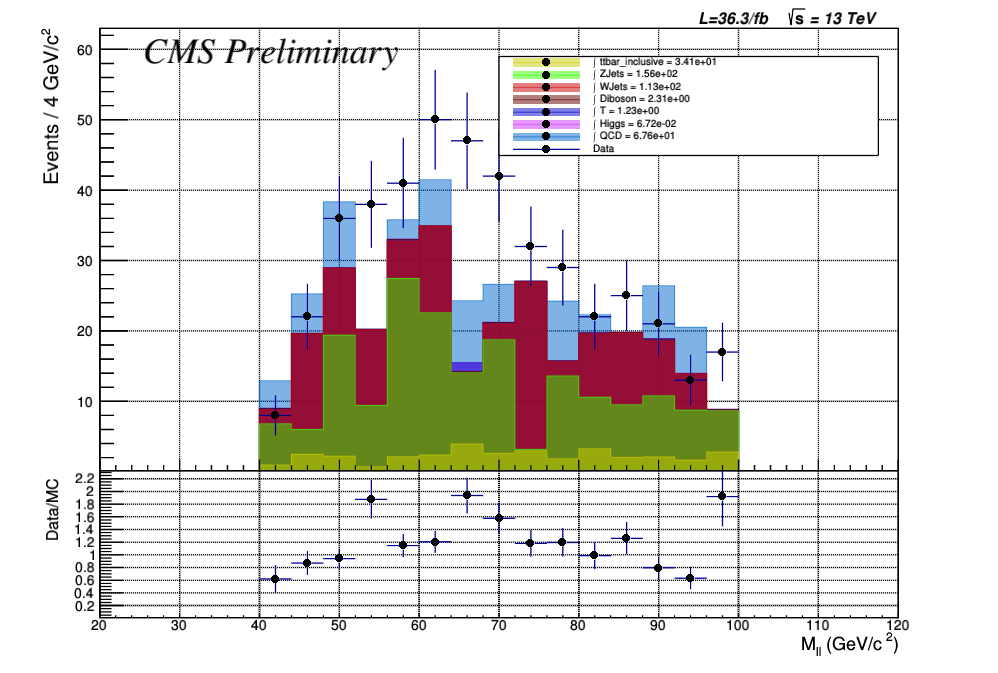 L=36.3/fb √s = 13 TeV
CMS Preliminary
Events / 4 GeV/c²
60
50
40
30
20
10
∫ ttbar_inclusive = 3.41e+01
∫ ZJets = 1.56e+02
∫ WJets = 1.13e+02
∫ Diboson = 2.31e+00
∫ T = 1.23e+00
∫ Higgs = 6.72e-02
∫ QCD = 6.76e+01
Data
Data/MC
2.2
2
1.8
1.6
1.4
1.2
1
0.8
0.6
0.4
0.2
20 30 40 50 60 70 80 90 100 110 120
M_ll (GeV/c²)